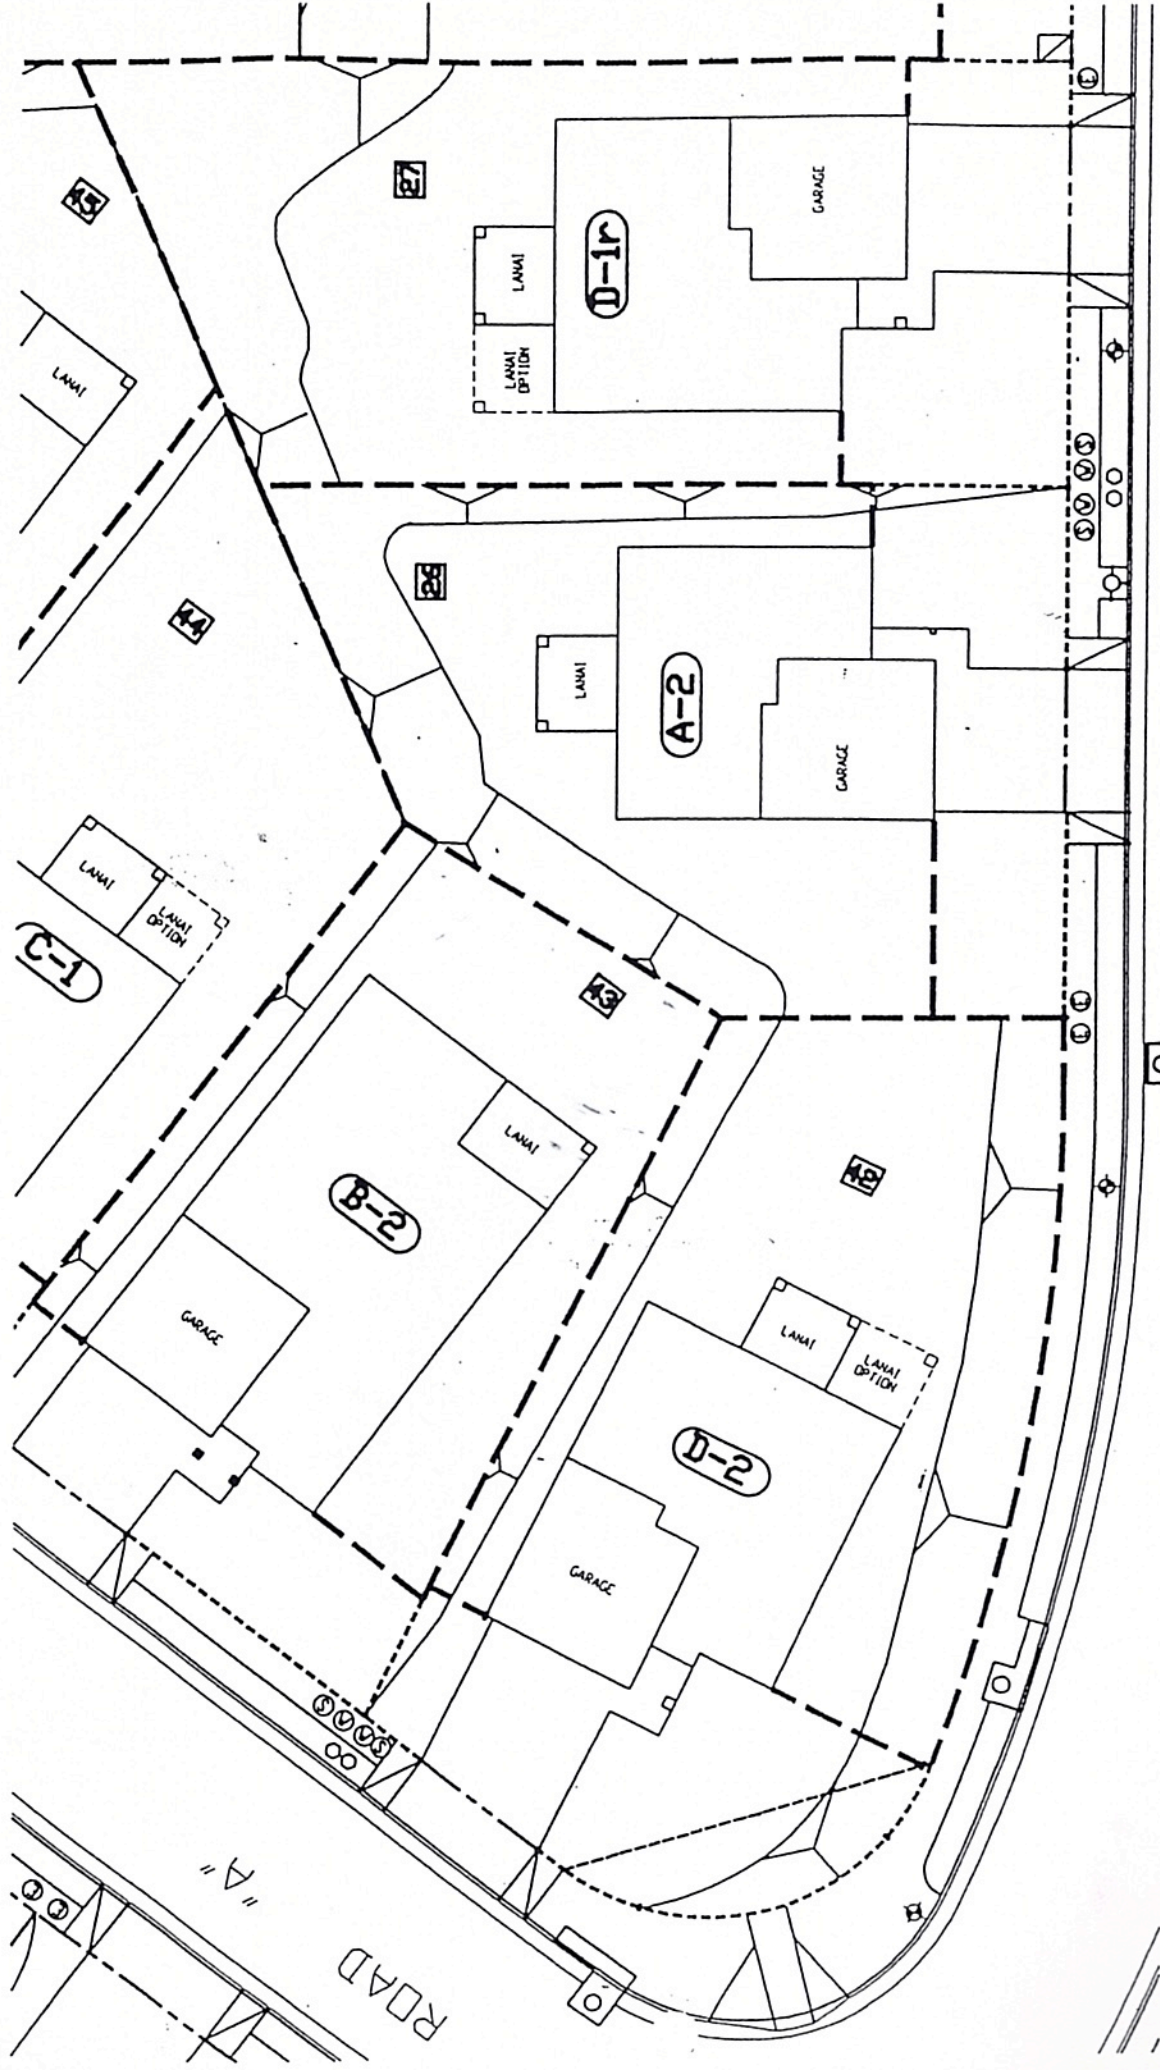 E
27
GARAGE
45
D-1r
LANAI
LANAI
OPTION
LANAI
S
W
W
S
26
44
LANAI
A-2
GARAGE
LANAI
LANAI
OPTION
C-1
43
E
E
LANAI
42
B-2
LANAI
LANAI
OPTION
GARAGE
D-2
GARAGE
S
W
W
S
"A"
E
E
ROAD